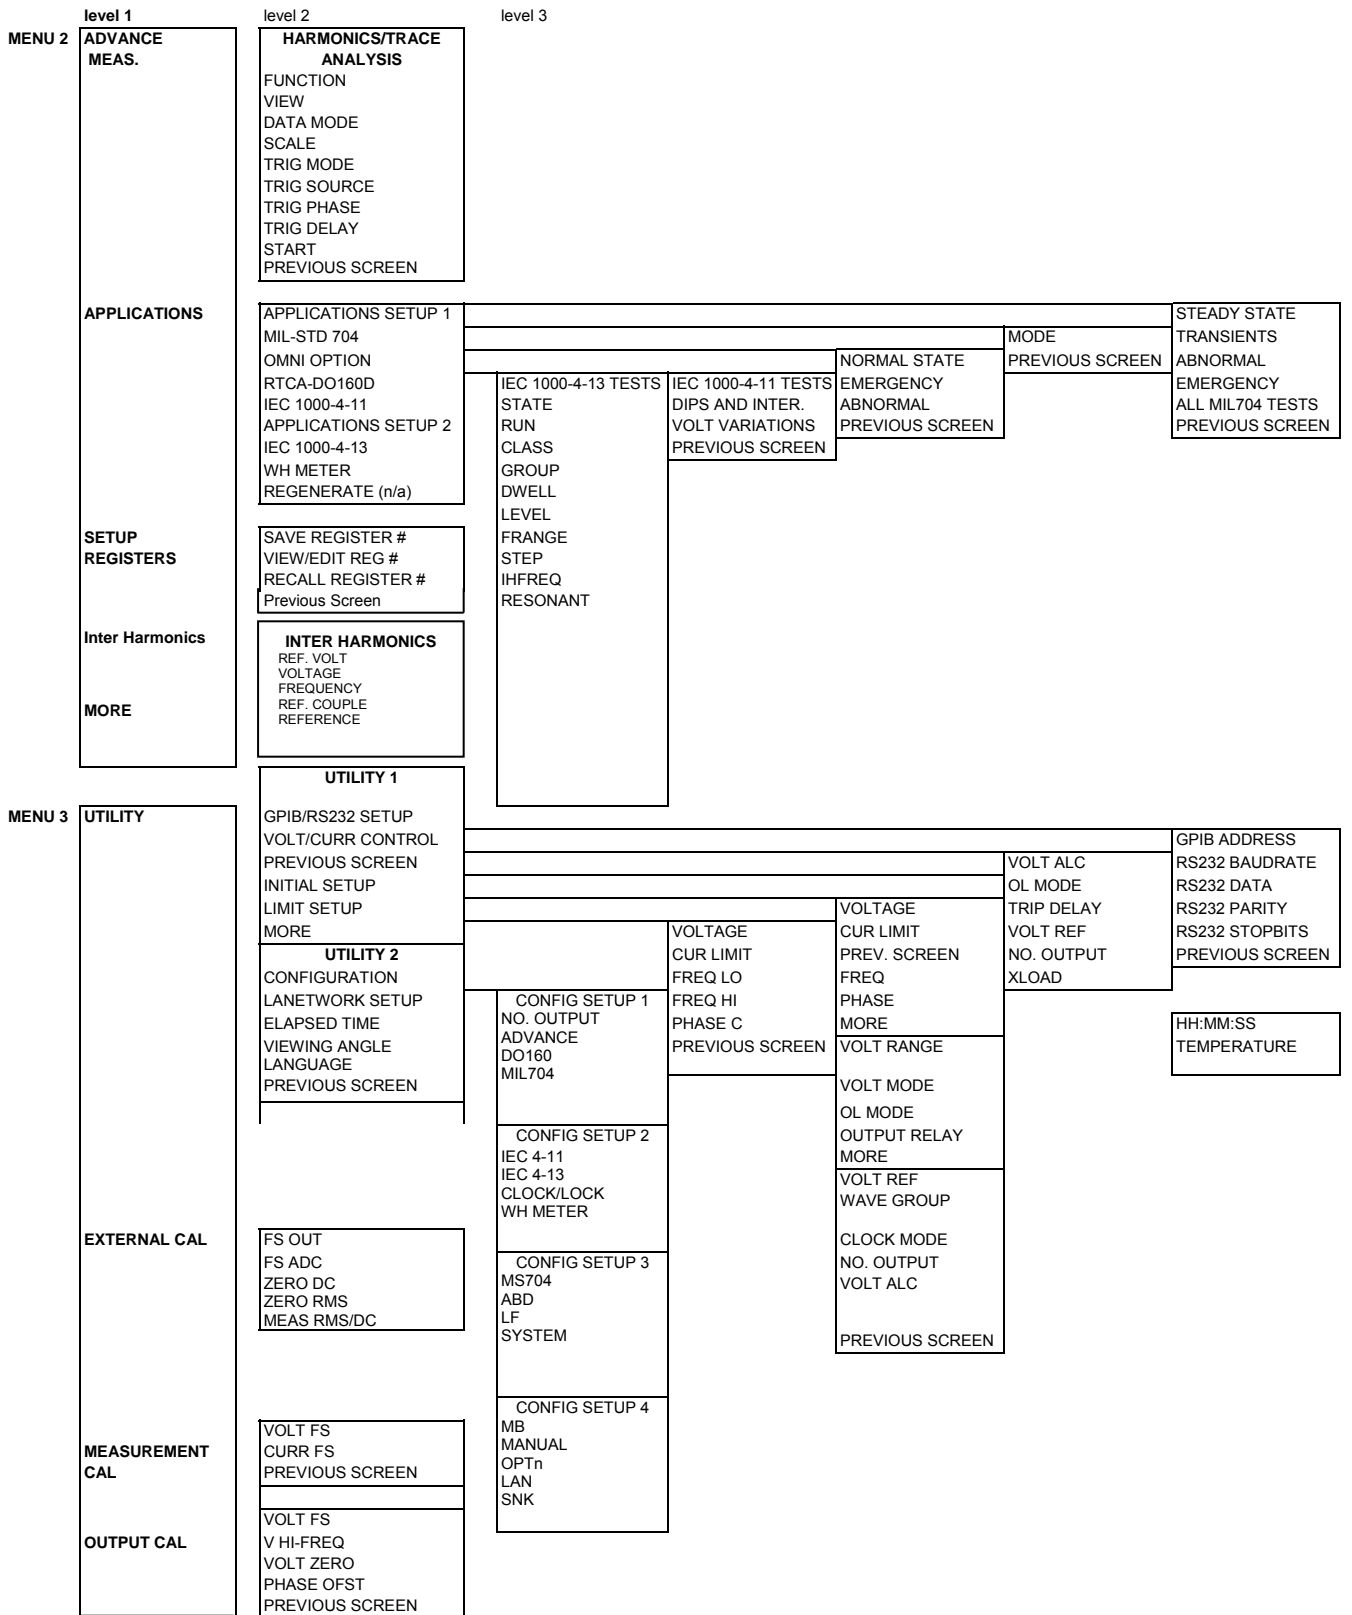 level 1 level 2 level 3
MENU 2 ADVANCE HARMONICS/TRACE
MEAS. ANALYSIS
FUNCTION
VIEW
DATA MODE
SCALE
TRIG MODE
TRIG SOURCE
TRIG PHASE
TRIG DELAY
START
PREVIOUS SCREEN
APPLICATIONS APPLICATIONS SETUP 1 STEADY STATE
MIL-STD 704 MODE TRANSIENTS
OMNI OPTION NORMAL STATE PREVIOUS SCREEN ABNORMAL
RTCA-DO160D IEC 1000-4-13 TESTS IEC 1000-4-11 TESTS EMERGENCY EMERGENCY
IEC 1000-4-11 STATE DIPS AND INTER. ABNORMAL ALL MIL704 TESTS
APPLICATIONS SETUP 2 RUN VOLT VARIATIONS PREVIOUS SCREEN PREVIOUS SCREEN
IEC 1000-4-13 CLASS PREVIOUS SCREEN
WH METER GROUP
REGENERATE (n/a) DWELL
LEVEL
SETUP SAVE REGISTER # FRANGE
REGISTERS VIEW/EDIT REG # STEP
RECALL REGISTER # IHFREQ
Previous Screen RESONANT
Inter Harmonics INTER HARMONICS
REF. VOLT
VOLTAGE
FREQUENCY
MORE REF. COUPLE
REFERENCE
UTILITY 1
MENU 3 UTILITY GPIB/RS232 SETUP
VOLT/CURR CONTROL GPIB ADDRESS
PREVIOUS SCREEN VOLT ALC RS232 BAUDRATE
INITIAL SETUP OL MODE RS232 DATA
LIMIT SETUP VOLTAGE TRIP DELAY RS232 PARITY
MORE VOLTAGE CUR LIMIT VOLT REF RS232 STOPBITS
UTILITY 2 CUR LIMIT PREV. SCREEN NO. OUTPUT PREVIOUS SCREEN
CONFIGURATION FREQ LO FREQ XLOAD
LANETWORK SETUP CONFIG SETUP 1 FREQ HI PHASE
ELAPSED TIME NO. OUTPUT PHASE C MORE HH:MM:SS
VIEWING ANGLE ADVANCE PREVIOUS SCREEN VOLT RANGE TEMPERATURE
LANGUAGE DO160
PREVIOUS SCREEN MIL704 VOLT MODE
OL MODE
CONFIG SETUP 2 OUTPUT RELAY
IEC 4-11 MORE
IEC 4-13 VOLT REF
CLOCK/LOCK WAVE GROUP
WH METER
EXTERNAL CAL FS OUT CLOCK MODE
FS ADC CONFIG SETUP 3 NO. OUTPUT
ZERO DC MS704 VOLT ALC
ZERO RMS ABD
MEAS RMS/DC LF
SYSTEM PREVIOUS SCREEN
CONFIG SETUP 4
VOLT FS MB
MEASUREMENT CURR FS MANUAL
CAL PREVIOUS SCREEN OPTn
LAN
SNK
VOLT FS
OUTPUT CAL V HI-FREQ
VOLT ZERO
PHASE OFST
PREVIOUS SCREEN